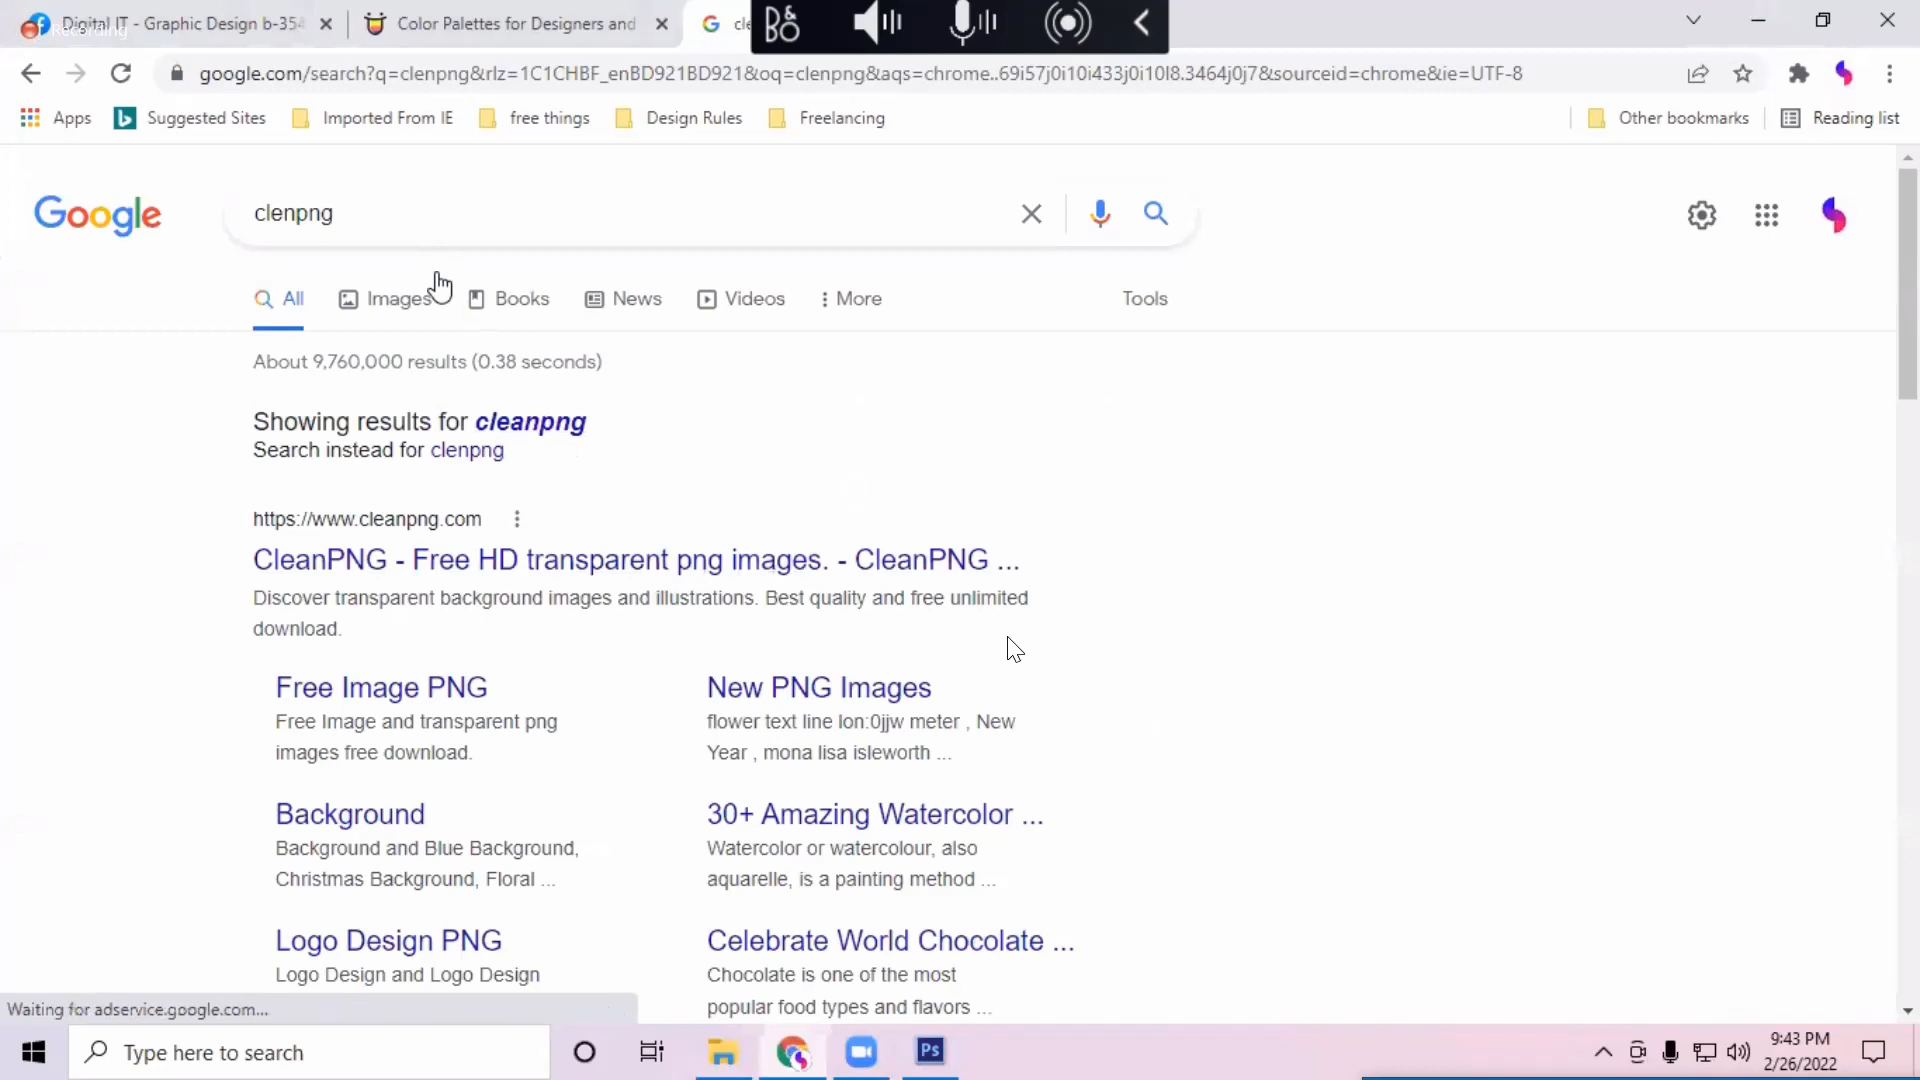 Digital IT - Graphic Design b-354
Recording
Color Palettes for Designers and
cle
google.com/search?q=clenpng&rlz=1C1CHBF_enBD921BD921&oq=clenpng&aqs=chrome..69i57j0i10i433j0i10l8.3464j0j7&sourceid=chrome&ie=UTF-8
Apps
Suggested Sites
Imported From IE
free things
Design Rules
Freelancing
Other bookmarks
Reading list
Google
clenpng
All
Images
Books
News
Videos
More
Tools
About 9,760,000 results (0.38 seconds)
Showing results for cleanpng
Search instead for clenpng
https://www.cleanpng.com
CleanPNG - Free HD transparent png images. - CleanPNG ...
Discover transparent background images and illustrations. Best quality and free unlimited
download.
Free Image PNG
Free Image and transparent png
images free download.
New PNG Images
flower text line lon:0jjw meter , New
Year , mona lisa isleworth ...
Background
Background and Blue Background,
Christmas Background, Floral ...
30+ Amazing Watercolor ...
Watercolor or watercolour, also
aquarelle, is a painting method ...
Logo Design PNG
Logo Design and Logo Design
Celebrate World Chocolate ...
Chocolate is one of the most
popular food types and flavors ...
Waiting for adservice.google.com...
Type here to search
Ps
9:43 PM
2/26/2022